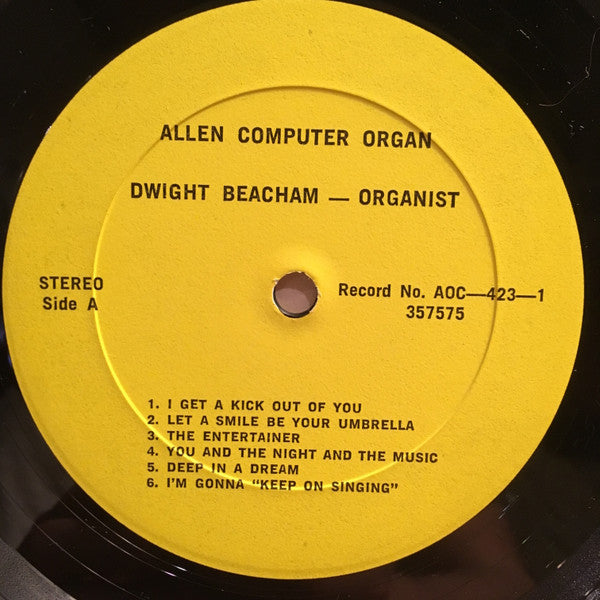 ALLEN COMPUTER ORGAN
DWIGHT BEACHAM — ORGANIST
STEREO
Side A
Record No. AOC—423—1
357575
1. I GET A KICK OUT OF YOU
2. LET A SMILE BE YOUR UMBRELLA
3. THE ENTERTAINER
4. YOU AND THE NIGHT AND THE MUSIC
5. DEEP IN A DREAM
6. I'M GONNA “KEEP ON SINGING”